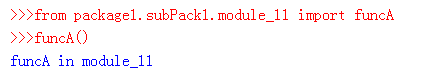 >>>from package1.subPack1.module_11 import funcA
>>>funcA()
funcA in module_11